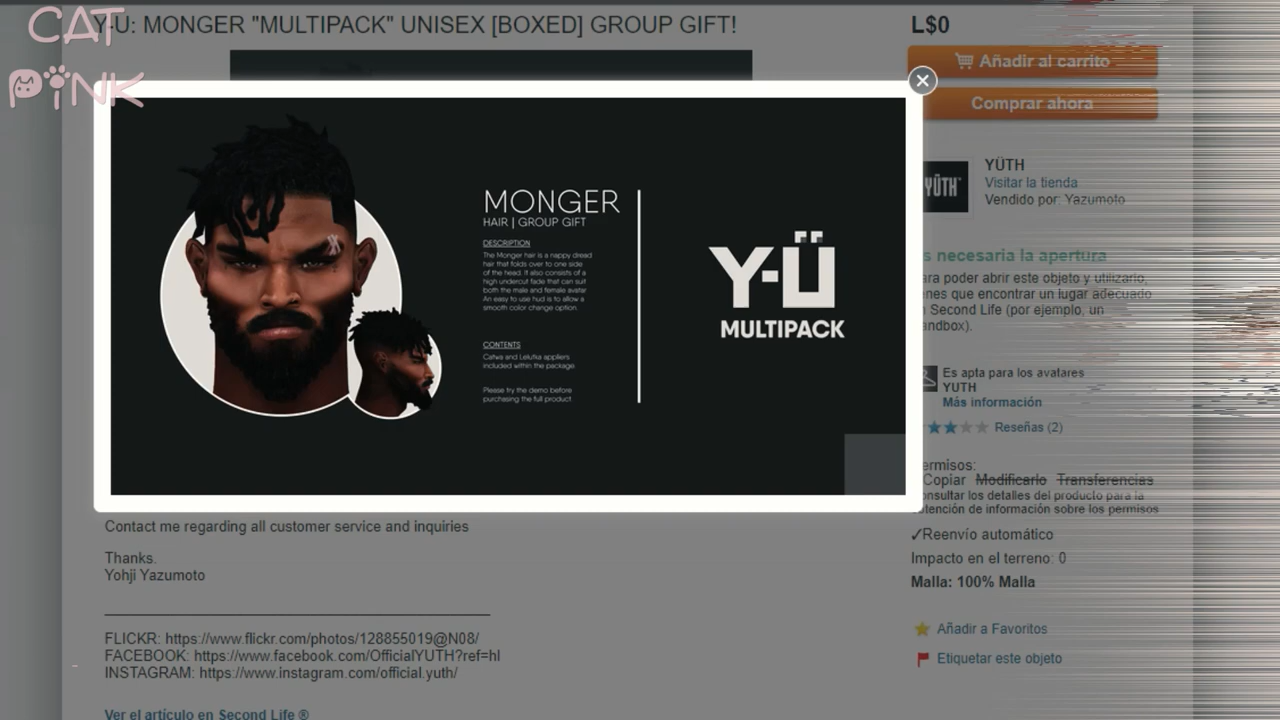 CAT
PiNK
Y-Ü: MONGER "MULTIPACK" UNISEX [BOXED] GROUP GIFT!
L$0
Añadir al carrito
Comprar ahora
MONGER
HAIR | GROUP GIFT
DESCRIPTION
The Monger hair is a nappy dread
hair that folds over to one side
of the head. It also consists of a
high undercut fade that can suit
both the male and female avatar
An easy to use hud is to allow a
smooth color change option.
CONTENTS
Catwa and Lelutka appliers
included within the package.
Please try the demo before
purchasing the full product
Y-Ü
MULTIPACK
YÜTH
YÜTH
Visitar la tienda
Vendido por: Yazumoto
s necesaria la apertura
ara poder abrir este objeto y utilizarlo,
enes que encontrar un lugar adecuado
n Second Life (por ejemplo, un
andbox).
Es apta para los avatares
YUTH
Más información
Reseñas (2)
ermisos:
Copiar Modificarlo Transferencias
onsultar los detalles del producto para la
btención de información sobre los permisos
✓Reenvío automático
Impacto en el terreno: 0
Malla: 100% Malla
Añadir a Favoritos
Etiquetar este objeto
Contact me regarding all customer service and inquiries
Thanks.
Yohji Yazumoto
FLICKR: https://www.flickr.com/photos/128855019@N08/
FACEBOOK: https://www.facebook.com/OfficialYUTH?ref=hl
INSTAGRAM: https://www.instagram.com/official.yuth/
Ver el artículo en Second Life ®